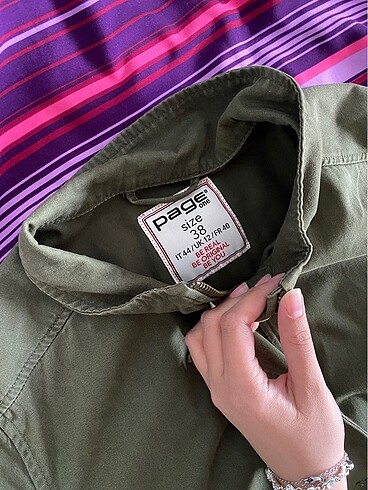 page
one
size
38
IT 44/UK 12/FR 40
BE REAL
BE ORIGINAL
BE YOU